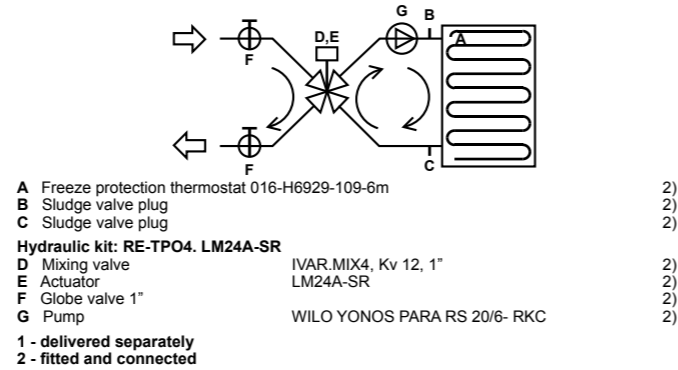 G B
D,E
A
F
F
C
A Freeze protection thermostat 016-H6929-109-6m 2)
B Sludge valve plug 2)
C Sludge valve plug 2)
Hydraulic kit: RE-TPO4. LM24A-SR
D Mixing valve IVAR.MIX4, Kv 12, 1” 2)
E Actuator LM24A-SR 2)
F Globe valve 1” 2)
G Pump WILO YONOS PARA RS 20/6- RKC 2)
1 - delivered separately
2 - fitted and connected